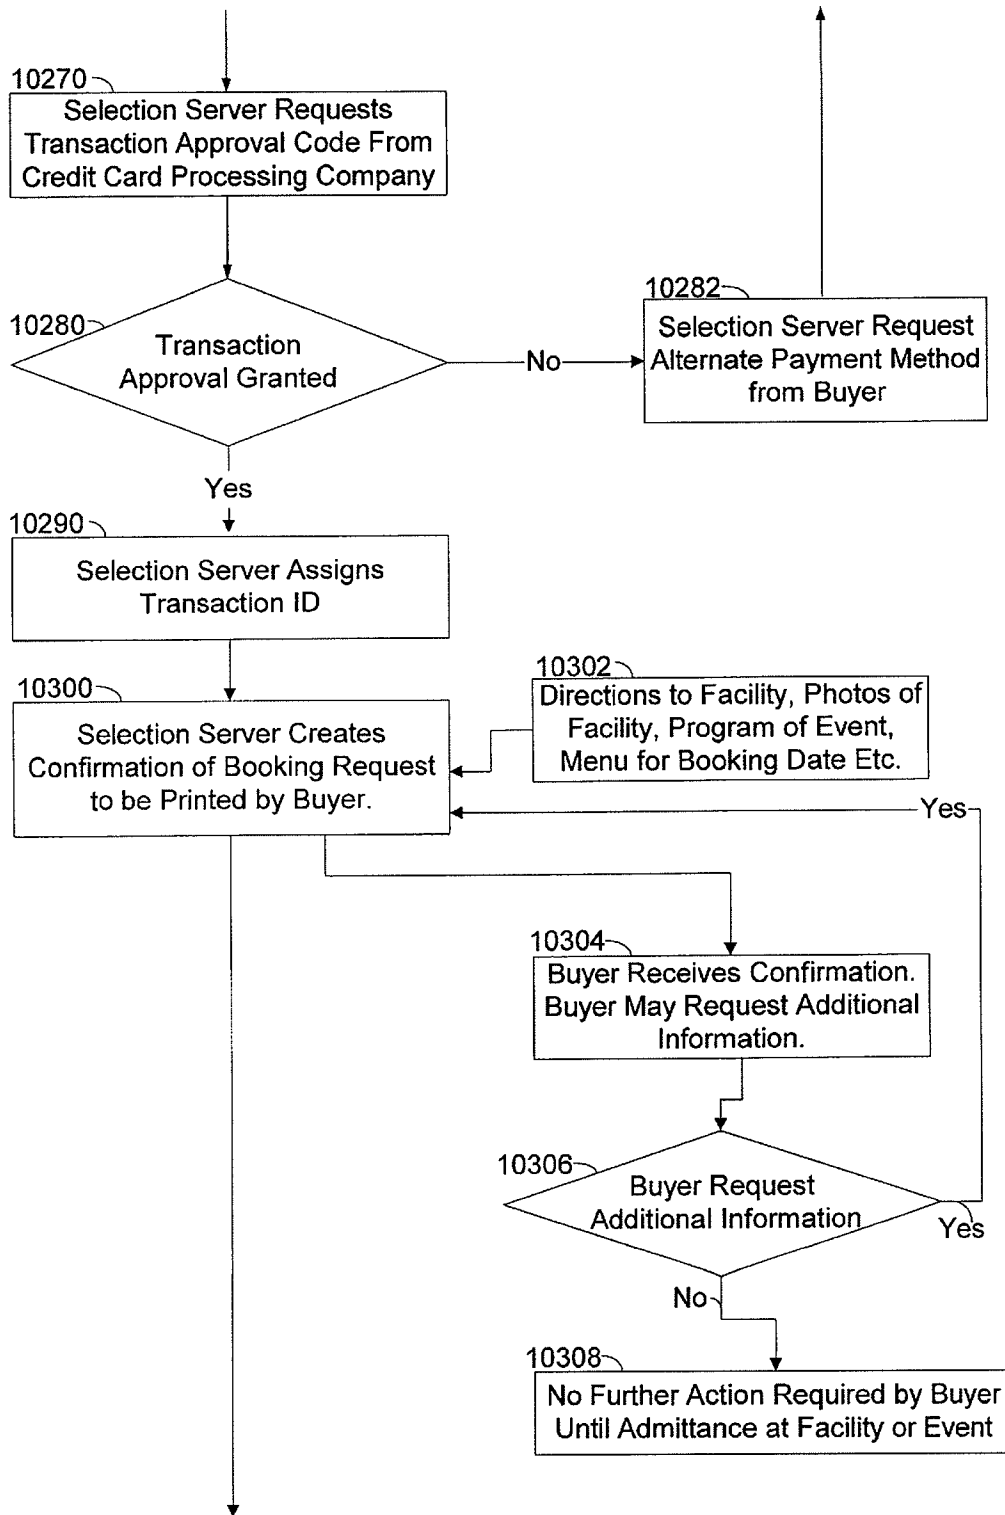 10270
Selection Server Requests
Transaction Approval Code From
Credit Card Processing Company
10280
Transaction
Approval Granted
No
10282
Selection Server Request
Alternate Payment Method
from Buyer
Yes
10290
Selection Server Assigns
Transaction ID
10300
Selection Server Creates
Confirmation of Booking Request
to be Printed by Buyer.
10302
Directions to Facility, Photos of
Facility, Program of Event,
Menu for Booking Date Etc.
Yes
10304
Buyer Receives Confirmation.
Buyer May Request Additional
Information.
10306
Buyer Request
Additional Information
Yes
No
10308
No Further Action Required by Buyer
Until Admittance at Facility or Event